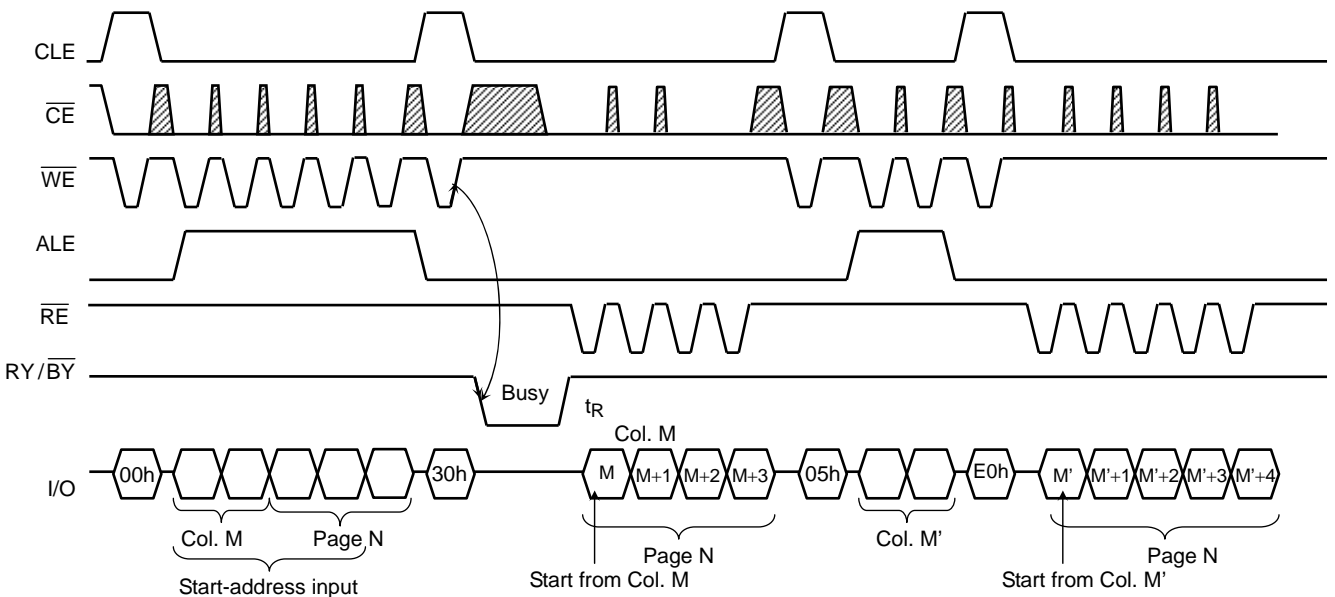 CLE
CE
WE
ALE
RE
RY/BY
Busy
tR
Col. M
I/O
00h
30h
M
M+1
M+2
M+3
05h
E0h
M'
M'+1
M'+2
M'+3
M'+4
Col. M
Page N
Col. M'
Page N
Page N
Start-address input
Start from Col. M
Start from Col. M'